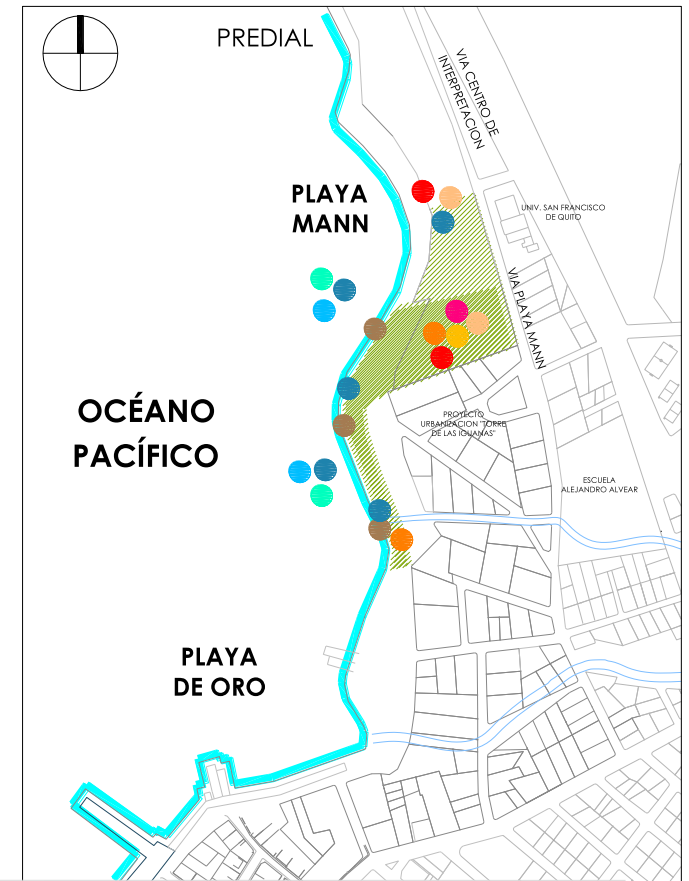 PREDIAL
VIA CENTRO DE
INTERPRETACION
PLAYA
MANN
UNIV. SAN FRANCISCO
DE QUITO
VIA PLAYA MANN
OCÉANO
PACÍFICO
PROYECTO
URBANIZACION "TORRE
DE LAS IGUANAS"
ESCUELA
ALEJANDRO ALVEAR
PLAYA
DE ORO